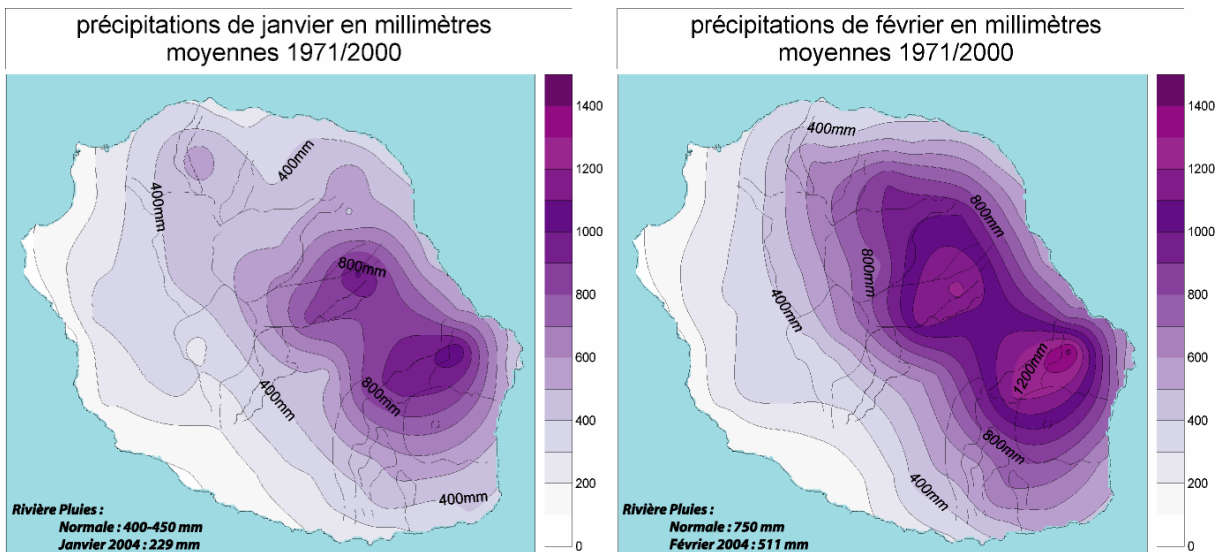 précipitations de janvier en millimètres
moyennes 1971/2000
400mm
400mm
800mm
800mm
400mm
400mm
1400
1200
1000
800
600
400
200
0
Rivière Pluies :
Normale : 400-450 mm
Janvier 2004 : 229 mm
précipitations de février en millimètres
moyennes 1971/2000
400mm
800mm
800mm
400mm
1200mm
800mm
400mm
1400
1200
1000
800
600
400
200
0
Rivière Pluies :
Normale : 750 mm
Février 2004 : 511 mm